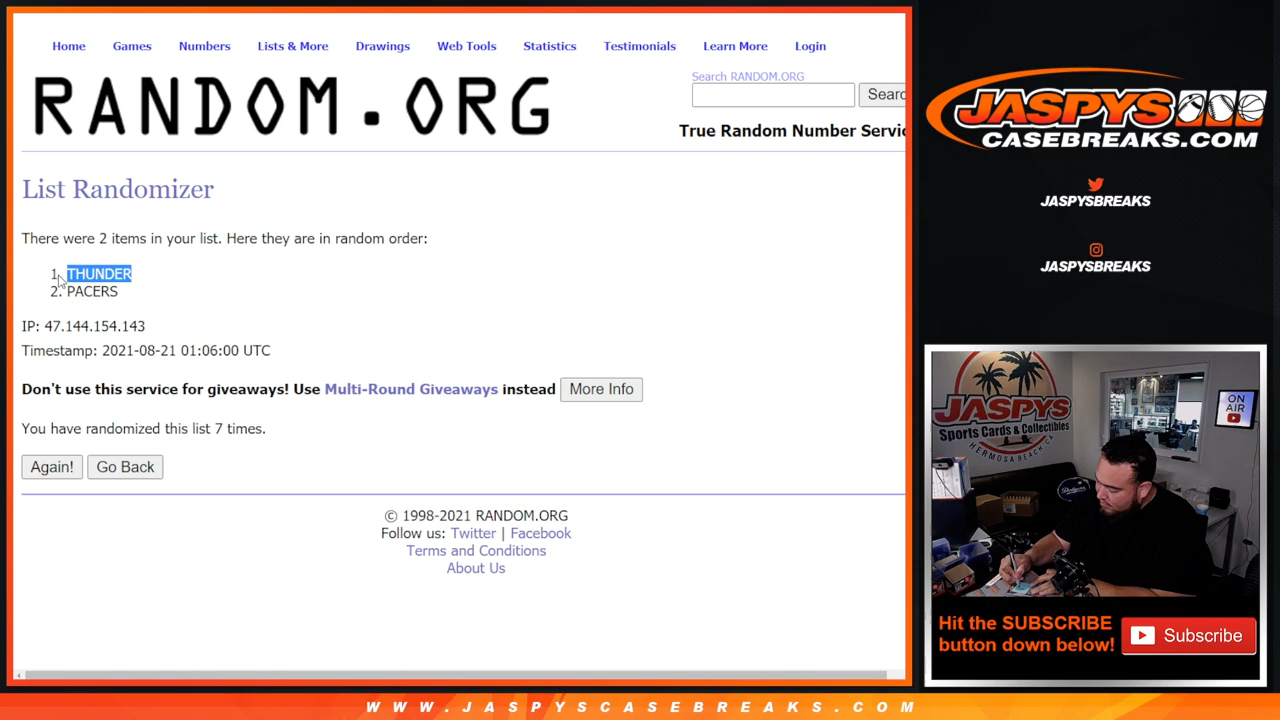 Home Games Numbers Lists & More Drawings Web Tools Statistics Testimonials Learn More Login
RANDOM.ORG
Search RANDOM.ORG
Searc
True Random Number Servic
List Randomizer
There were 2 items in your list. Here they are in random order:
1. THUNDER
2. PACERS
IP: 47.144.154.143
Timestamp: 2021-08-21 01:06:00 UTC
Don't use this service for giveaways! Use Multi-Round Giveaways instead More Info
You have randomized this list 7 times.
Again! Go Back
© 1998-2021 RANDOM.ORG
Follow us: Twitter | Facebook
Terms and Conditions
About Us
JASPYS
CASEBREAKS.COM
JASPYSBREAKS
JASPYSBREAKS
JASPYS
Sports Cards & Collectibles
HERMOSA BEACH CA
ON
AIR
Dodgers
Hit the SUBSCRIBE
button down below!
Subscribe
WWW.JASPYSCASEBREAKS.COM